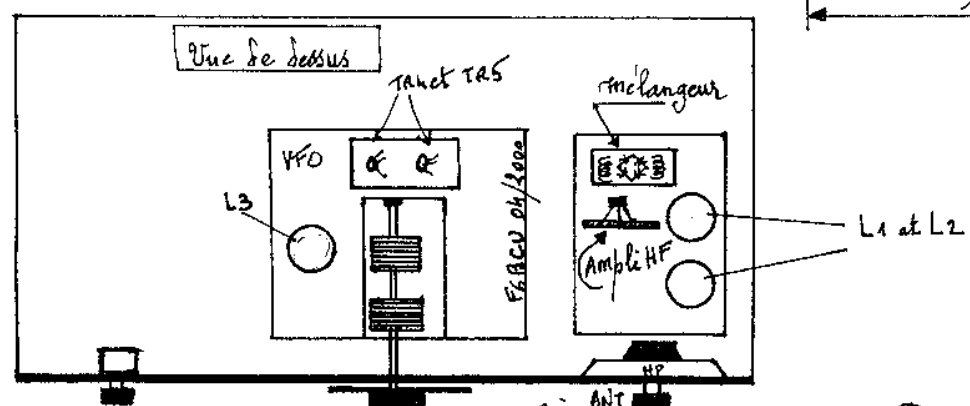 Vue de dessus
TR4 et TR5
mélangeur
VFO
L3
F6BCU 04/2000
L1 et L2
Ampli HF
HP
ANT